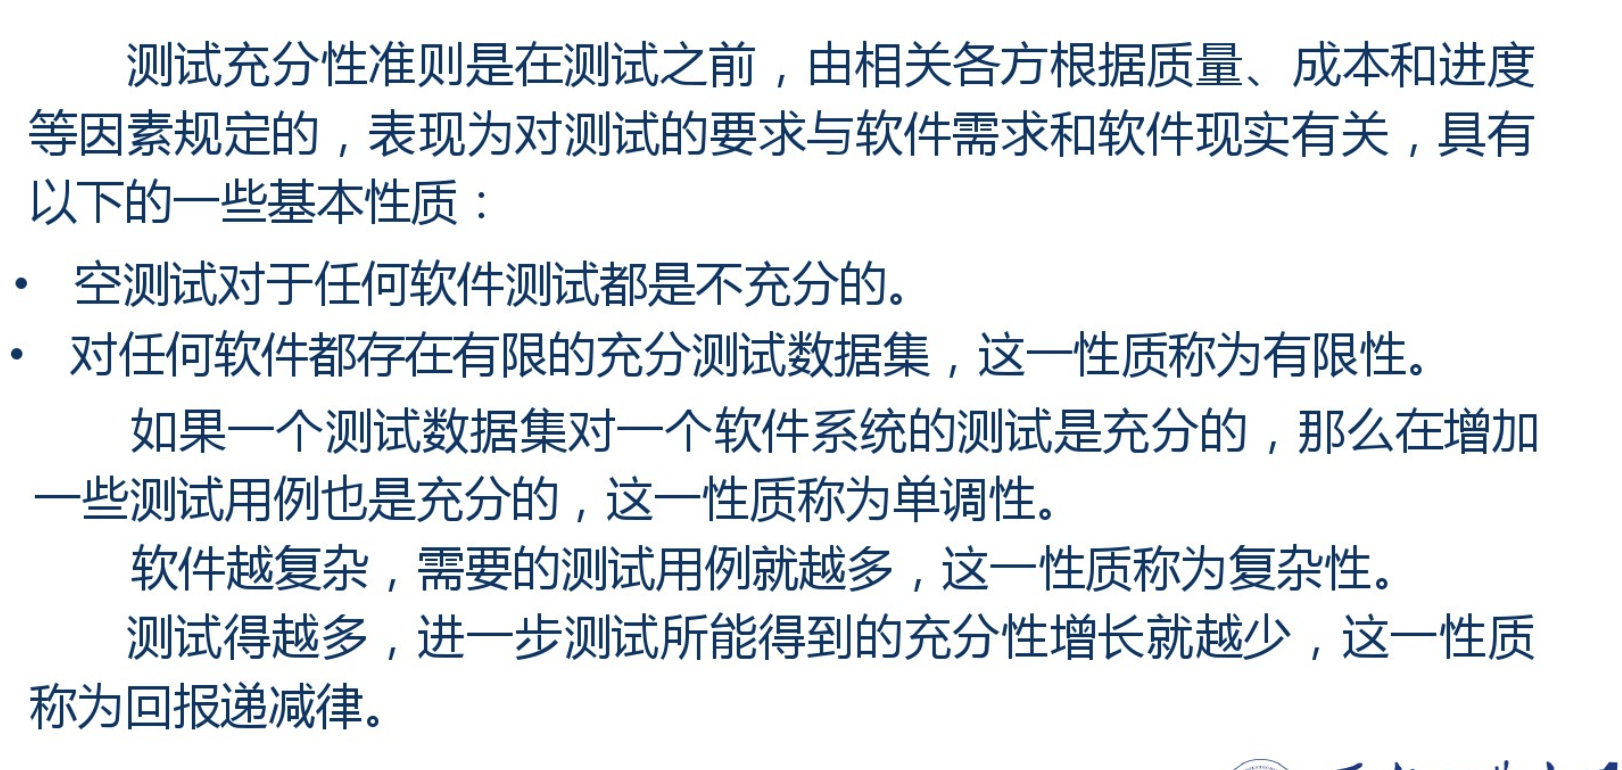 测试充分性准则是在测试之前，由相关各方根据质量、成本和进度
等因素规定的，表现为对测试的要求与软件需求和软件现实有关，具有
以下的一些基本性质：
• 空测试对于任何软件测试都是不充分的。
• 对任何软件都存在有限的充分测试数据集，这一性质称为有限性。
如果一个测试数据集对一个软件系统的测试是充分的，那么在增加
一些测试用例也是充分的，这一性质称为单调性。
软件越复杂，需要的测试用例就越多，这一性质称为复杂性。
测试得越多，进一步测试所能得到的充分性增长就越少，这一性质
称为回报递减律。